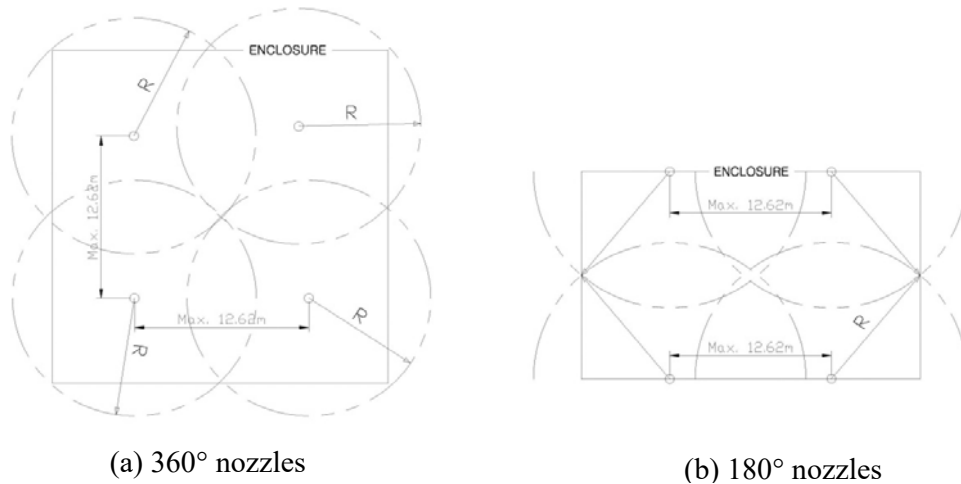 ENCLOSURE
R
R
Max. 12.62m
Max. 12.62m
R
R
(a) 360° nozzles
ENCLOSURE
Max. 12.62m
R
Max. 12.62m
(b) 180° nozzles